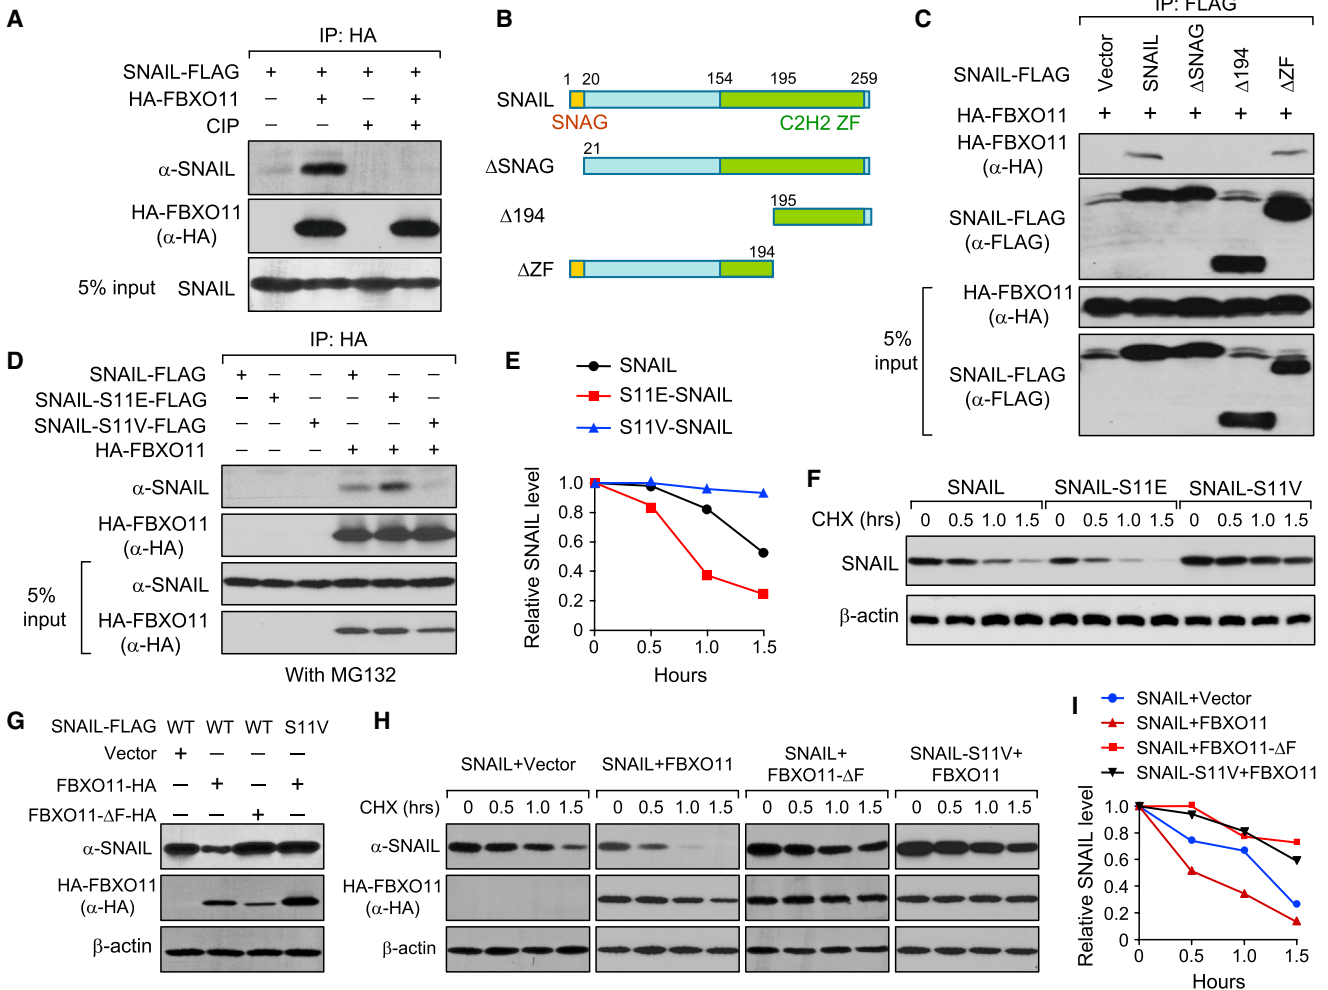 A
IP: HA
SNAIL-FLAG + + + +
HA-FBXO11 – + – +
CIP – – + +
α-SNAIL
HA-FBXO11
(α-HA)
5% input SNAIL
B
1 20 154 195 259
SNAIL
SNAG C2H2 ZF
21
ΔSNAG
195
Δ194
194
ΔZF
C
IP: FLAG
SNAIL-FLAG Vector SNAIL ΔSNAG Δ194 ΔZF
HA-FBXO11 + + + + +
HA-FBXO11
(α-HA)
SNAIL-FLAG
(α-FLAG)
5%
input
HA-FBXO11
(α-HA)
SNAIL-FLAG
(α-FLAG)
D
IP: HA
SNAIL-FLAG + – – + – –
SNAIL-S11E-FLAG – + – – + –
SNAIL-S11V-FLAG – – + – – +
HA-FBXO11 – – – + + +
α-SNAIL
HA-FBXO11
(α-HA)
5%
input
α-SNAIL
HA-FBXO11
(α-HA)
With MG132
E
SNAIL
S11E-SNAIL
S11V-SNAIL
Relative SNAIL level
1.0
0.8
0.6
0.4
0.2
0
0 0.5 1.0 1.5
Hours
F
SNAIL SNAIL-S11E SNAIL-S11V
CHX (hrs) 0 0.5 1.0 1.5 0 0.5 1.0 1.5 0 0.5 1.0 1.5
SNAIL
β-actin
G
SNAIL-FLAG WT WT WT S11V
Vector + – – –
FBXO11-HA – + – +
FBXO11-ΔF-HA – – + –
α-SNAIL
HA-FBXO11
(α-HA)
β-actin
H
SNAIL+Vector SNAIL+FBXO11 SNAIL+
FBXO11-ΔF SNAIL-S11V+
FBXO11
CHX (hrs) 0 0.5 1.0 1.5 0 0.5 1.0 1.5 0 0.5 1.0 1.5 0 0.5 1.0 1.5
α-SNAIL
HA-FBXO11
(α-HA)
β-actin
I
SNAIL+Vector
SNAIL+FBXO11
SNAIL+FBXO11-ΔF
SNAIL-S11V+FBXO11
Relative SNAIL level
1.0
0.8
0.6
0.4
0.2
0
0 0.5 1.0 1.5
Hours